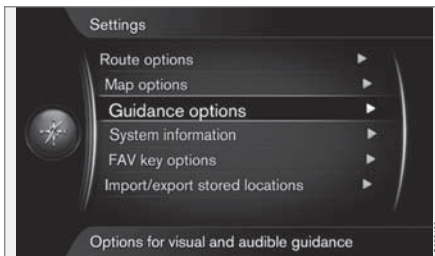 Settings
Route options
Map options
Guidance options
System information
FAV key options
Import/export stored locations
Options for visual and audible guidance